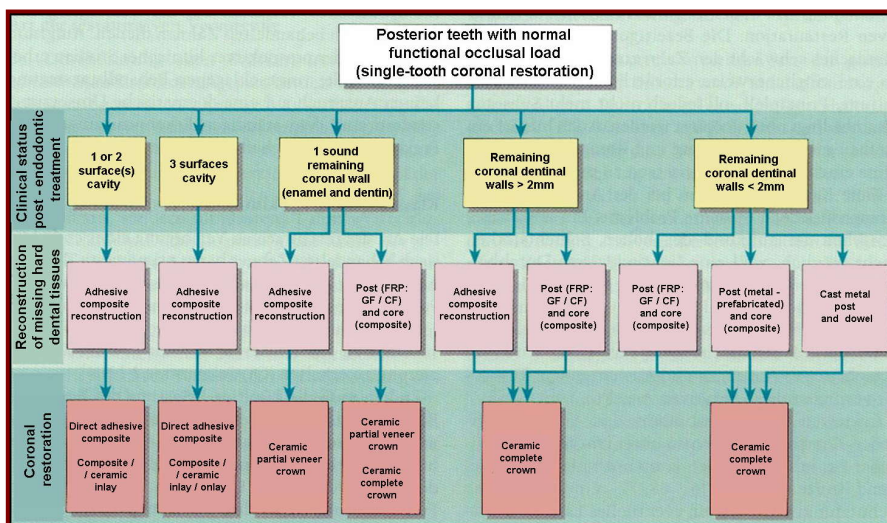 Posterior teeth with normal
functional occlusal load
(single-tooth coronal restoration)
Clinical status
post - endodontic
treatment
1 or 2
surface(s)
cavity
3 surfaces
cavity
1 sound
remaining
coronal wall
(enamel and dentin)
Remaining
coronal dentinal
walls > 2mm
Remaining
coronal dentinal
walls < 2mm
Reconstruction
of missing hard
dental tissues
Adhesive
composite
reconstruction
Adhesive
composite
reconstruction
Adhesive
composite
reconstruction
Post (FRP:
GF / CF)
and core
(composite)
Adhesive
composite
reconstruction
Post (FRP:
GF / CF)
and core
(composite)
Post (FRP:
GF / CF)
and core
(composite)
Post (metal -
prefabricated)
and core
(composite)
Cast metal
post
and dowel
Coronal
restoration
Direct adhesive
composite
Composite /
/ ceramic
inlay
Direct adhesive
composite
Composite /
/ ceramic
inlay / onlay
Ceramic
partial veneer
crown
Ceramic
partial veneer
crown
Ceramic
complete
crown
Ceramic
complete
crown
Ceramic
complete
crown